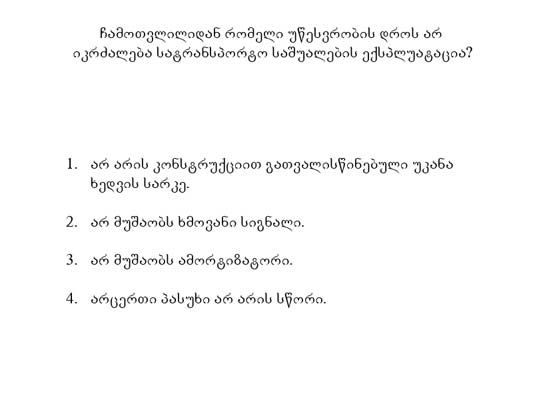 ჩამოთვლილიდან რომელი უწესვრობის დროს არ
იკრძალება სატრანსპორტო საშუალების ექსპლუატაცია?
1. არ არის კონსტრუქციით გათვალისწინებული უკანა
ხედვის სარკე.
2. არ მუშაობს ხმოვანი სიგნალი.
3. არ მუშაობს ამორტიზატორი.
4. არცერთი პასუხი არ არის სწორი.